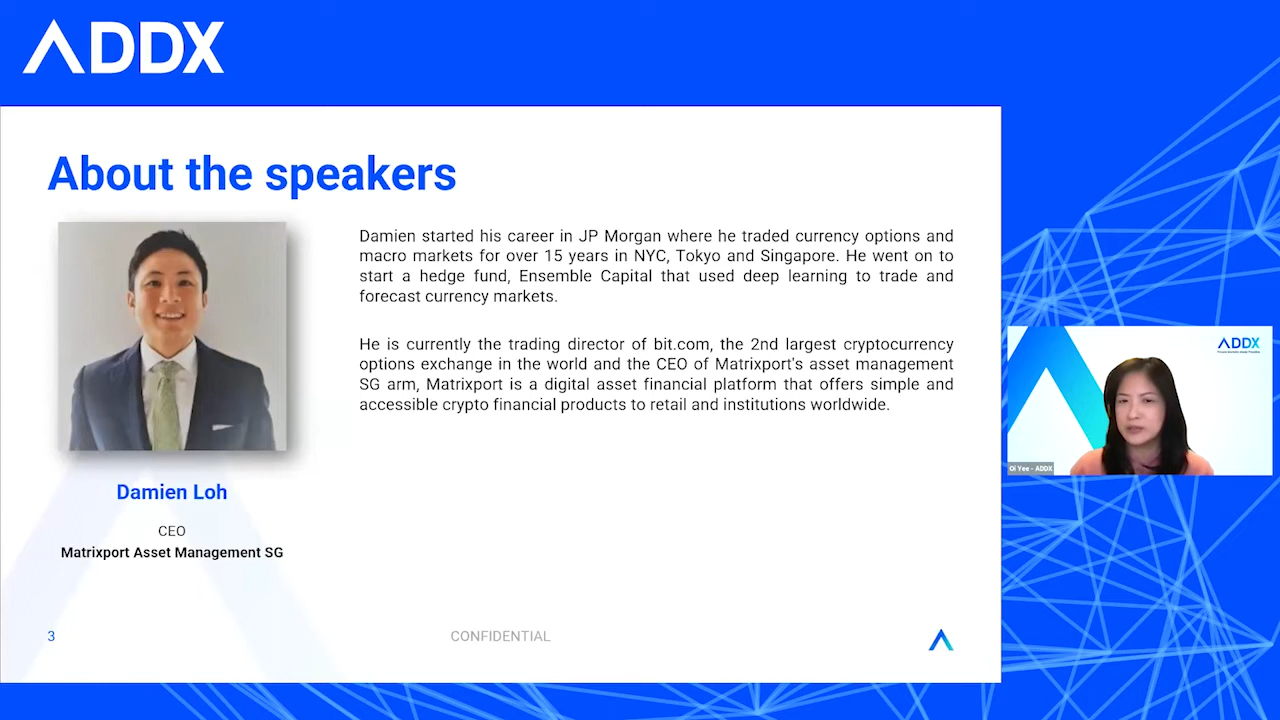 ADDX
About the speakers
Damien started his career in JP Morgan where he traded currency options and
macro markets for over 15 years in NYC, Tokyo and Singapore. He went on to
start a hedge fund, Ensemble Capital that used deep learning to trade and
forecast currency markets.
He is currently the trading director of bit.com, the 2nd largest cryptocurrency
options exchange in the world and the CEO of Matrixport's asset management
SG arm, Matrixport is a digital asset financial platform that offers simple and
accessible crypto financial products to retail and institutions worldwide.
Damien Loh
CEO
Matrixport Asset Management SG
3
CONFIDENTIAL
ADDX
Oi Yee - ADDX